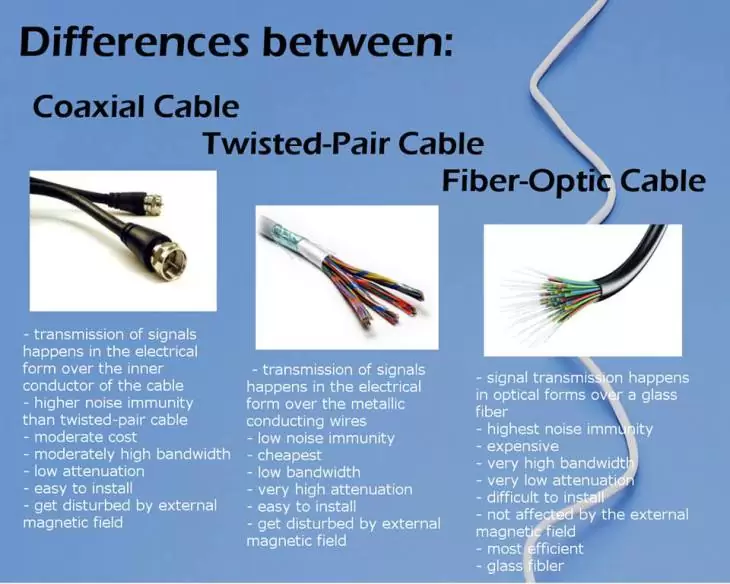 Differences between:
Coaxial Cable
Twisted-Pair Cable
Fiber-Optic Cable
- transmission of signals
happens in the electrical
form over the inner
conductor of the cable
- higher noise immunity
than twisted-pair cable
- moderate cost
- moderately high bandwidth
- low attenuation
- easy to install
- get disturbed by external
magnetic field
- transmission of signals
happens in the electrical
form over the metallic
conducting wires
- low noise immunity
- cheapest
- low bandwidth
- very high attenuation
- easy to install
- get disturbed by external
magnetic field
- signal transmission happens
in optical forms over a glass
fiber
- highest noise immunity
- expensive
- very high bandwidth
- very low attenuation
- difficult to install
- not affected by the external
magnetic field
- most efficient
- glass fibler